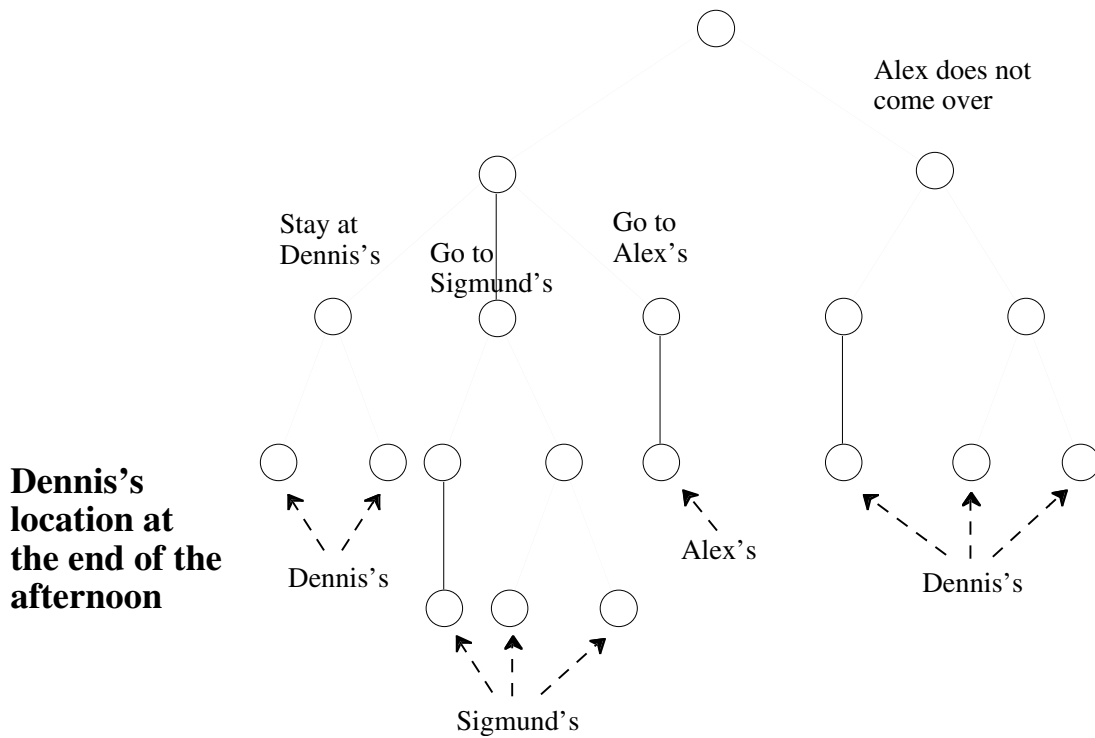 Alex does not
come over
Stay at
Dennis's
Go to
Sigmund's
Go to
Alex's
Dennis's
location at
the end of the
afternoon
Dennis's
Alex's
Dennis's
Sigmund's